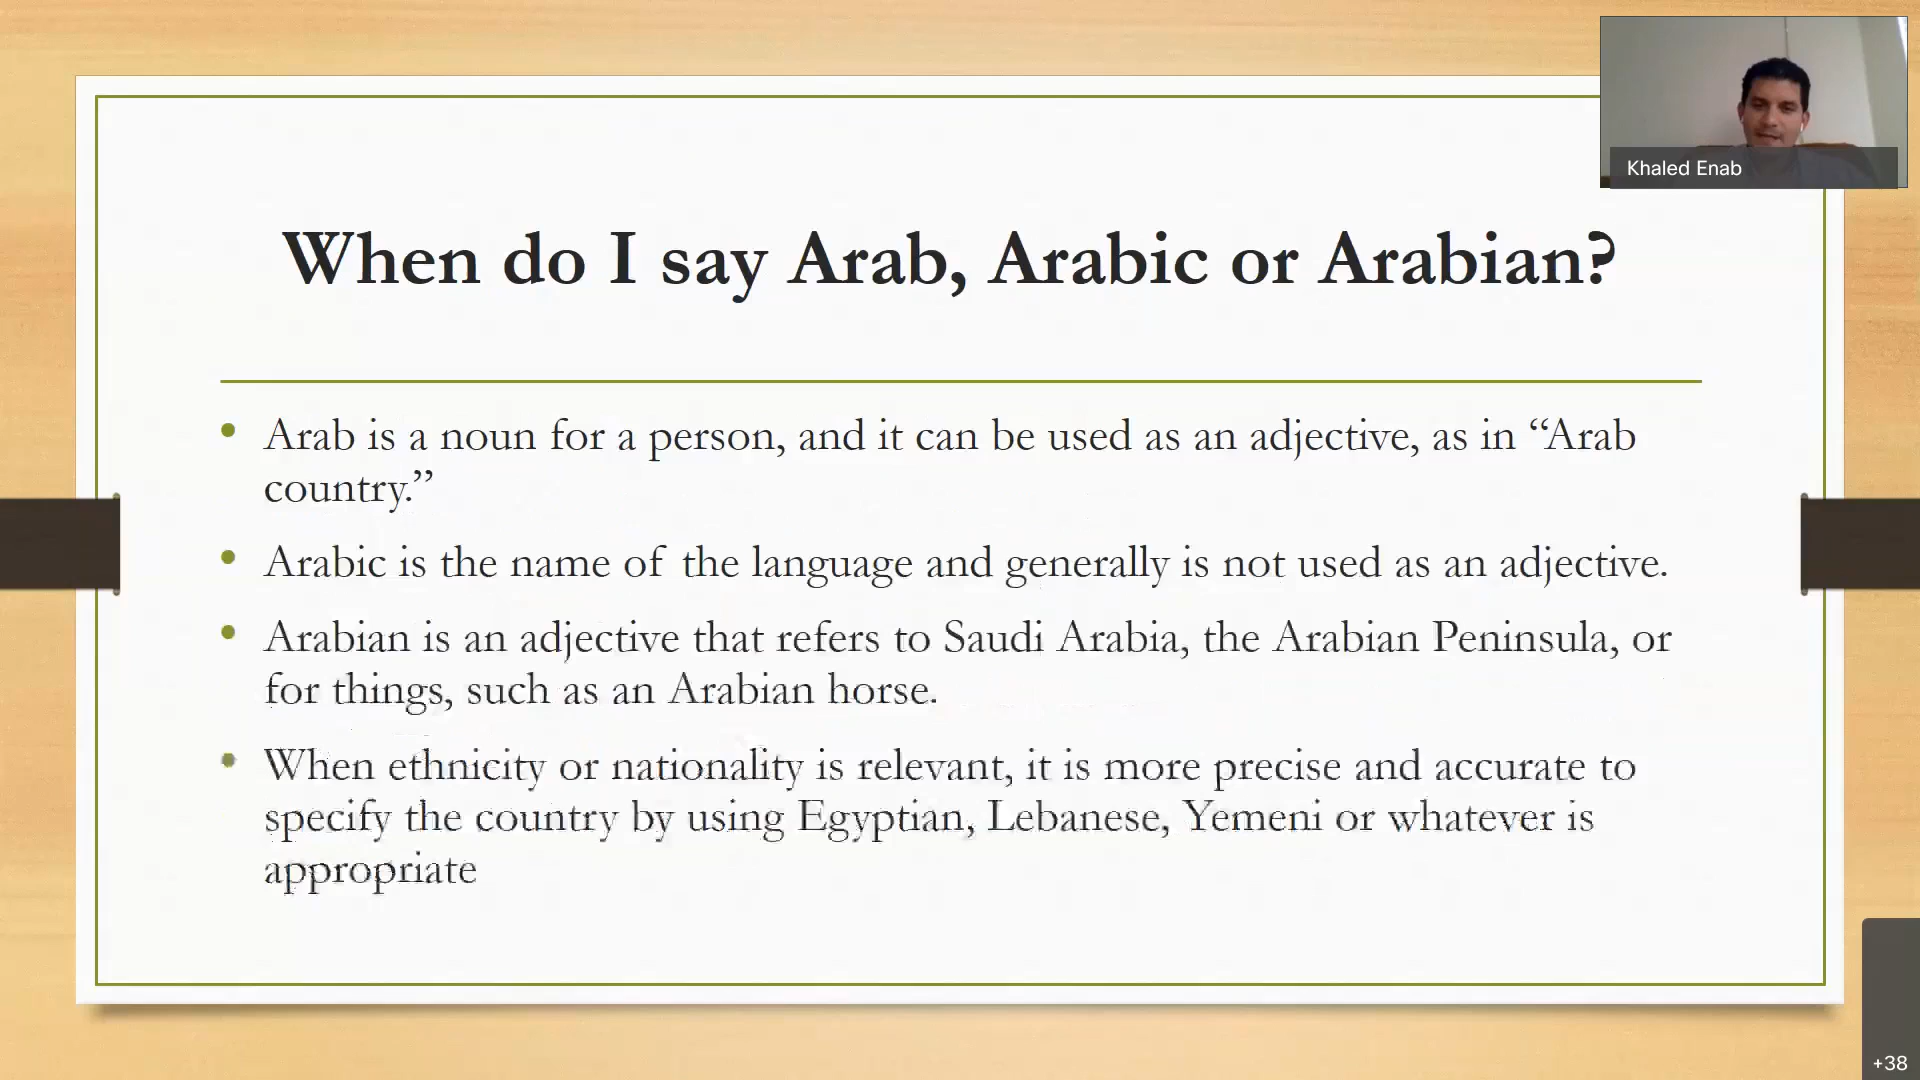 Khaled Enab
When do I say Arab, Arabic or Arabian?
Arab is a noun for a person, and it can be used as an adjective, as in “Arab
country.”
Arabic is the name of the language and generally is not used as an adjective.
Arabian is an adjective that refers to Saudi Arabia, the Arabian Peninsula, or
for things, such as an Arabian horse.
When ethnicity or nationality is relevant, it is more precise and accurate to
specify the country by using Egyptian, Lebanese, Yemeni or whatever is
appropriate
+38